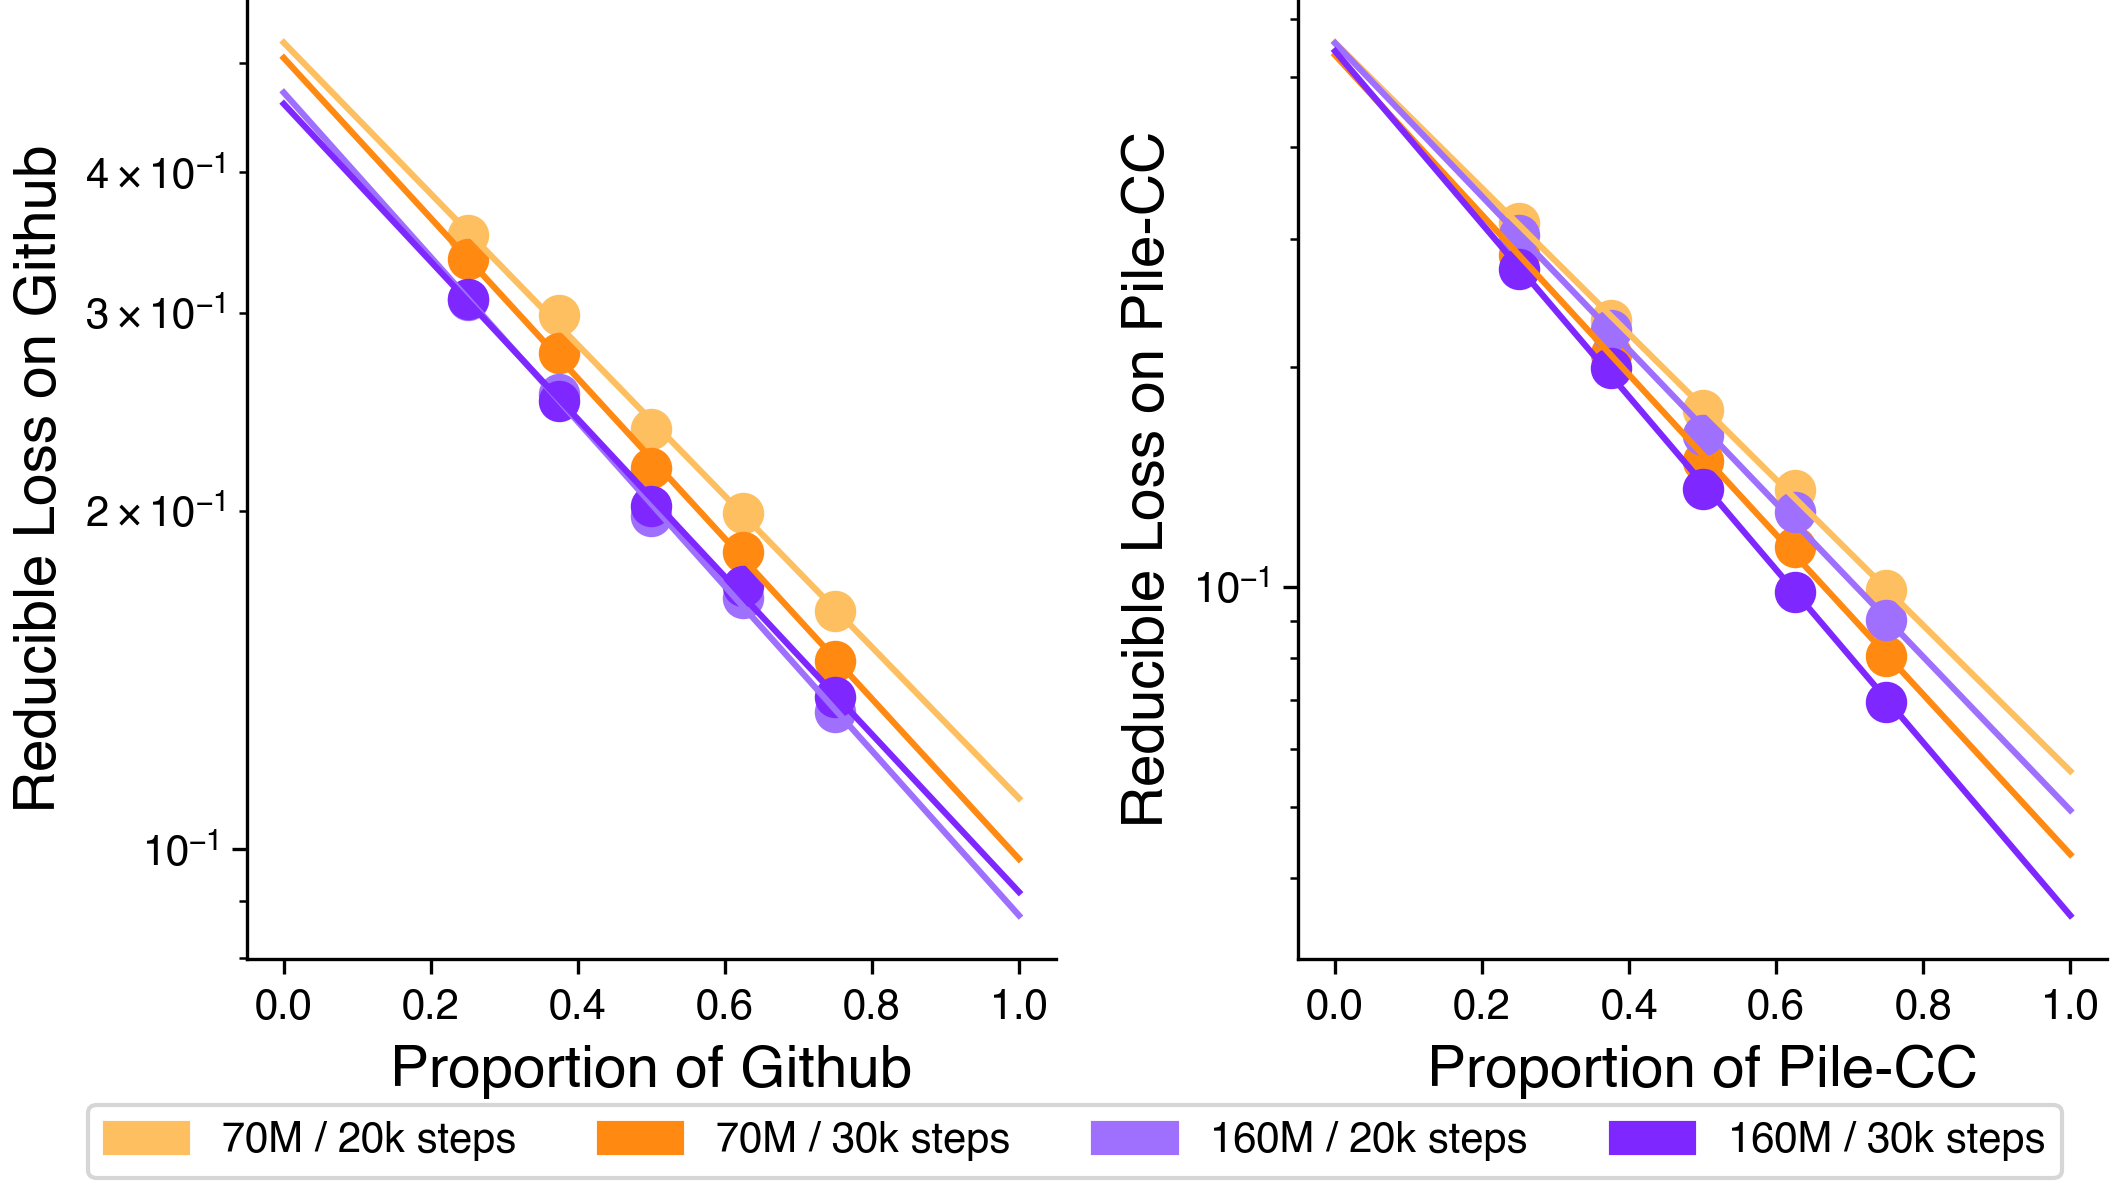 Reducible Loss on Github
4×10⁻¹
3×10⁻¹
2×10⁻¹
10⁻¹
0.0 0.2 0.4 0.6 0.8 1.0
Proportion of Github
Reducible Loss on Pile-CC
10⁻¹
0.0 0.2 0.4 0.6 0.8 1.0
Proportion of Pile-CC
70M / 20k steps 70M / 30k steps 160M / 20k steps 160M / 30k steps